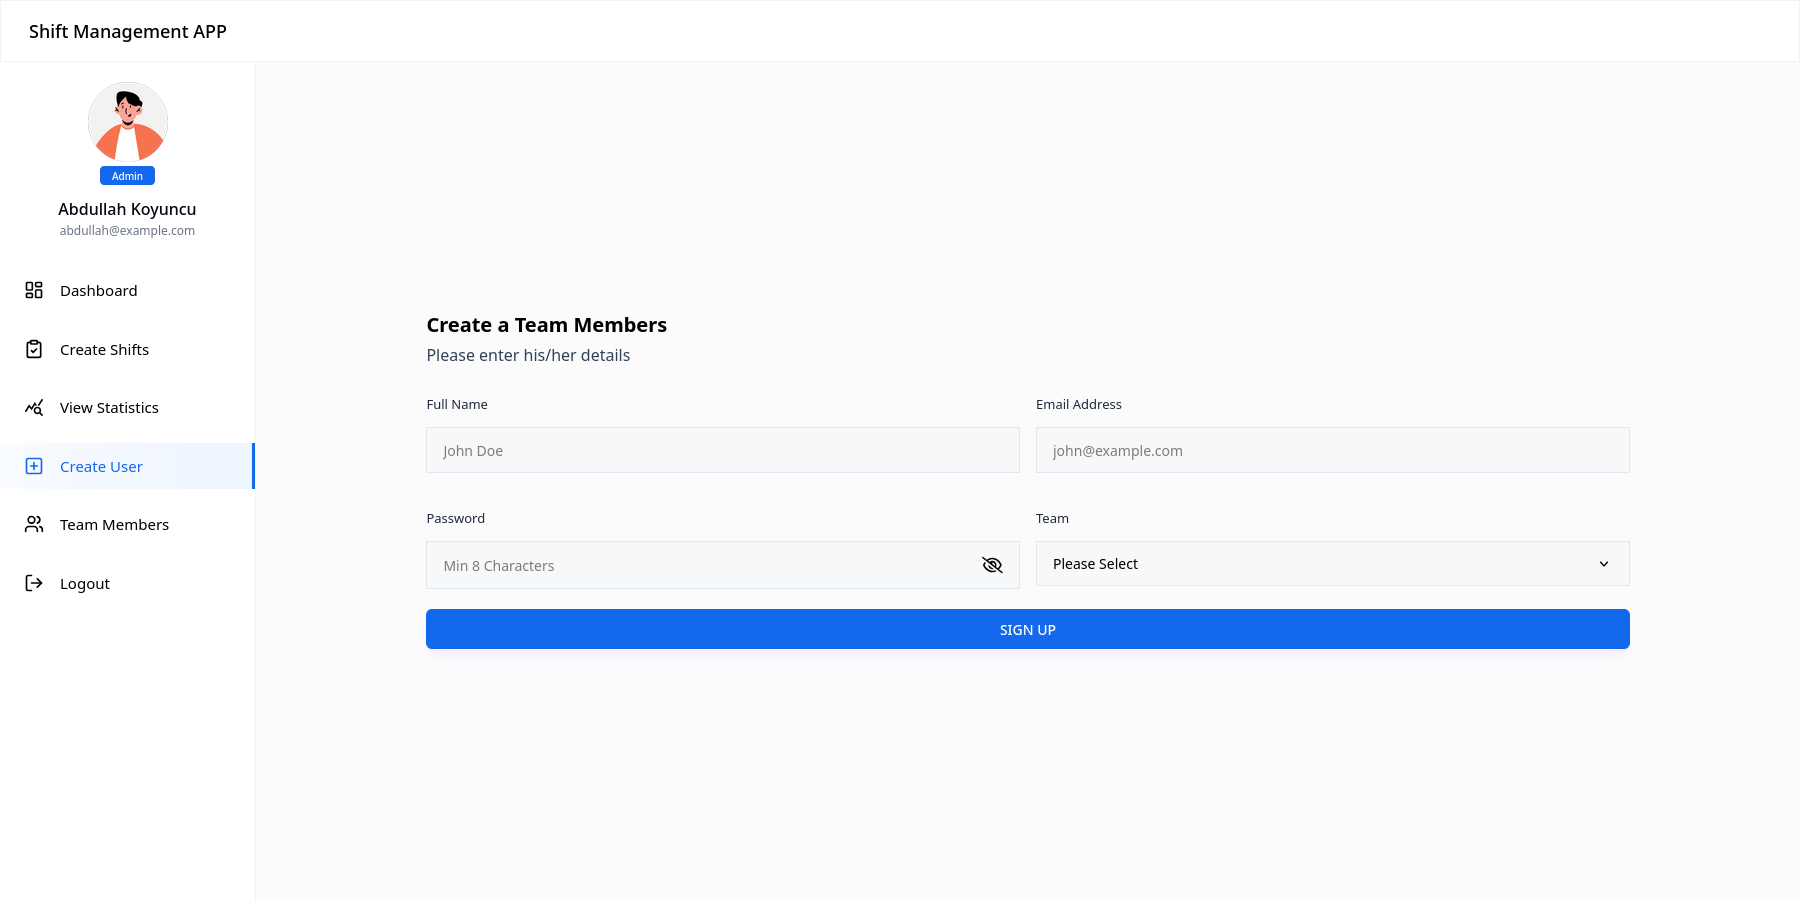 Shift Management APP
Admin
Abdullah Koyuncu
abdullah@example.com
Dashboard
Create Shifts
View Statistics
Create User
Team Members
Logout
Create a Team Members
Please enter his/her details
Full Name
John Doe
Email Address
john@example.com
Password
Min 8 Characters
Team
Please Select
SIGN UP